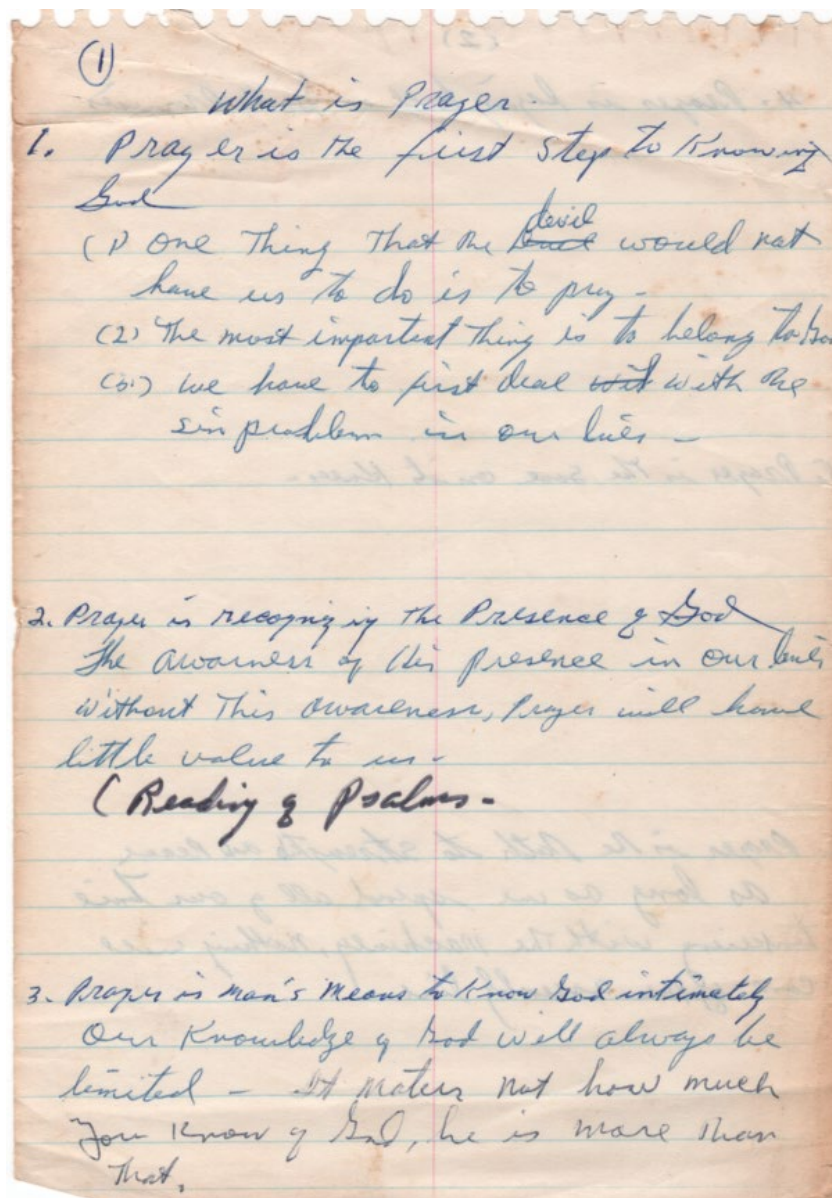 (1)
What is Prayer -
1. Prayer is the first Step to Knowing
God
(1) One Thing That the devil would not
have us to do is to pray -
(2) The most important Thing is to belong to God
(3) We have to first deal with the
sin problem in our lives -
2. Prayer is recognizing the Presence of God
The awarness of His presence in our lives
Without This awareness, Prayer will have
little value to us -
(Reading of Psalms -
3. Prayer is man's means to Know God intimately
Our Knowledge of God will always be
limited - It maters not how much
You Know of God, he is more than
That.